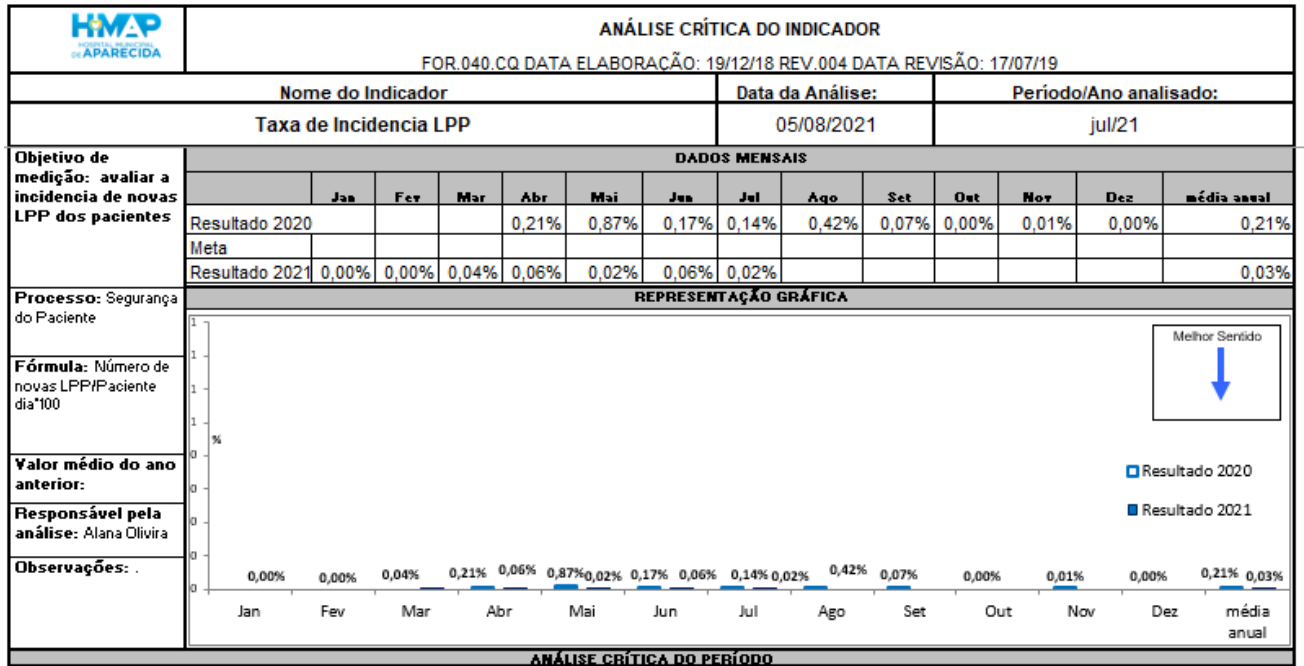 HMAP
HOSPITAL MUNICIPAL
DE APARECIDA
ANÁLISE CRÍTICA DO INDICADOR
FOR.040.CQ DATA ELABORAÇÃO: 19/12/18 REV.004 DATA REVISÃO: 17/07/19
Nome do Indicador Data da Análise: Período/Ano analisado:
Taxa de Incidencia LPP 05/08/2021 jul/21
Objetivo de
medição: avaliar a
incidencia de novas
LPP dos pacientes
DADOS MENSAIS
Jan Fev Mar Abr Mai Jun Jul Ago Set Out Nov Dez média anual
Resultado 2020 0,21% 0,87% 0,17% 0,14% 0,42% 0,07% 0,00% 0,01% 0,00% 0,21%
Meta
Resultado 2021 0,00% 0,00% 0,04% 0,06% 0,02% 0,06% 0,02% 0,03%
Processo: Segurança
do Paciente
Fórmula: Número de
novas LPP/Paciente
dia*100
Valor médio do ano
anterior:
Responsável pela
análise: Alana Olivira
Observações: .
REPRESENTAÇÃO GRÁFICA
Melhor Sentido
1
1
1
1
%
0
0
0
0
0
Resultado 2020
Resultado 2021
0,00% 0,00% 0,04% 0,21% 0,06% 0,87% 0,02% 0,17% 0,06% 0,14% 0,02% 0,42% 0,07% 0,00% 0,01% 0,00% 0,21% 0,03%
Jan Fev Mar Abr Mai Jun Jul Ago Set Out Nov Dez média
anual
ANÁLISE CRÍTICA DO PERÍODO